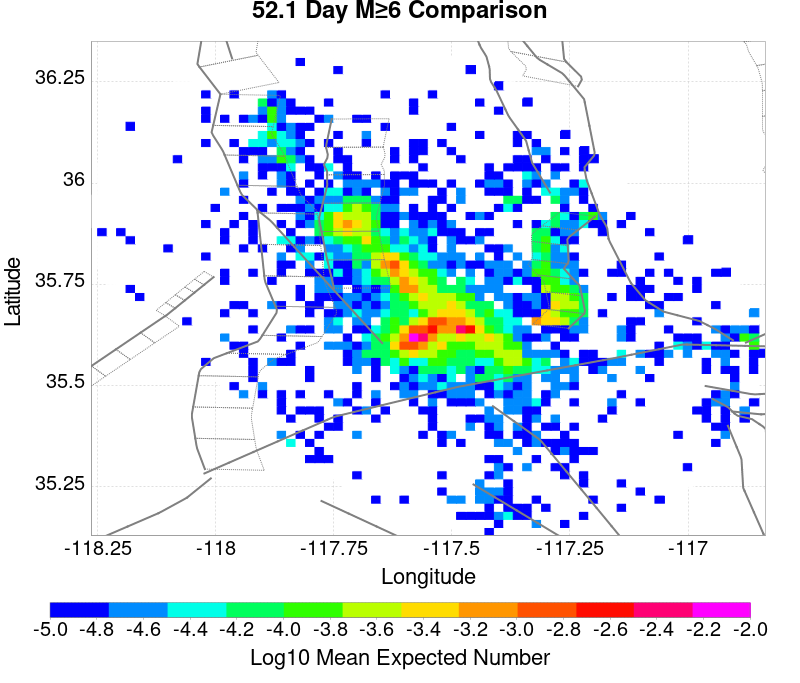 52.1 Day M≥6 Comparison
36.25
36
35.75
35.5
35.25
Latitude
-118.25 -118 -117.75 -117.5 -117.25 -117
Longitude
-5.0 -4.8 -4.6 -4.4 -4.2 -4.0 -3.8 -3.6 -3.4 -3.2 -3.0 -2.8 -2.6 -2.4 -2.2 -2.0
Log10 Mean Expected Number